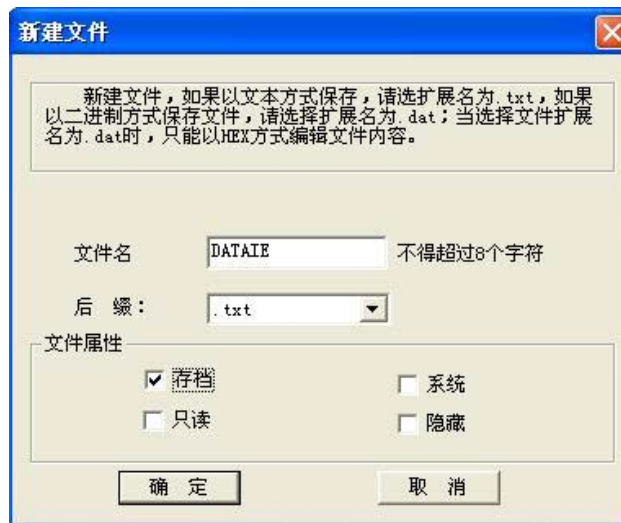 新建文件
新建文件，如果以文本方式保存，请选扩展名为.txt，如果
以二进制方式保存文件，请选择扩展名为.dat；当选择文件扩展
名为.dat时，只能以HEX方式编辑文件内容。
文件名 DATAIE 不得超过8个字符
后 缀： .txt
文件属性
存档 系统
只读 隐藏
确 定 取 消